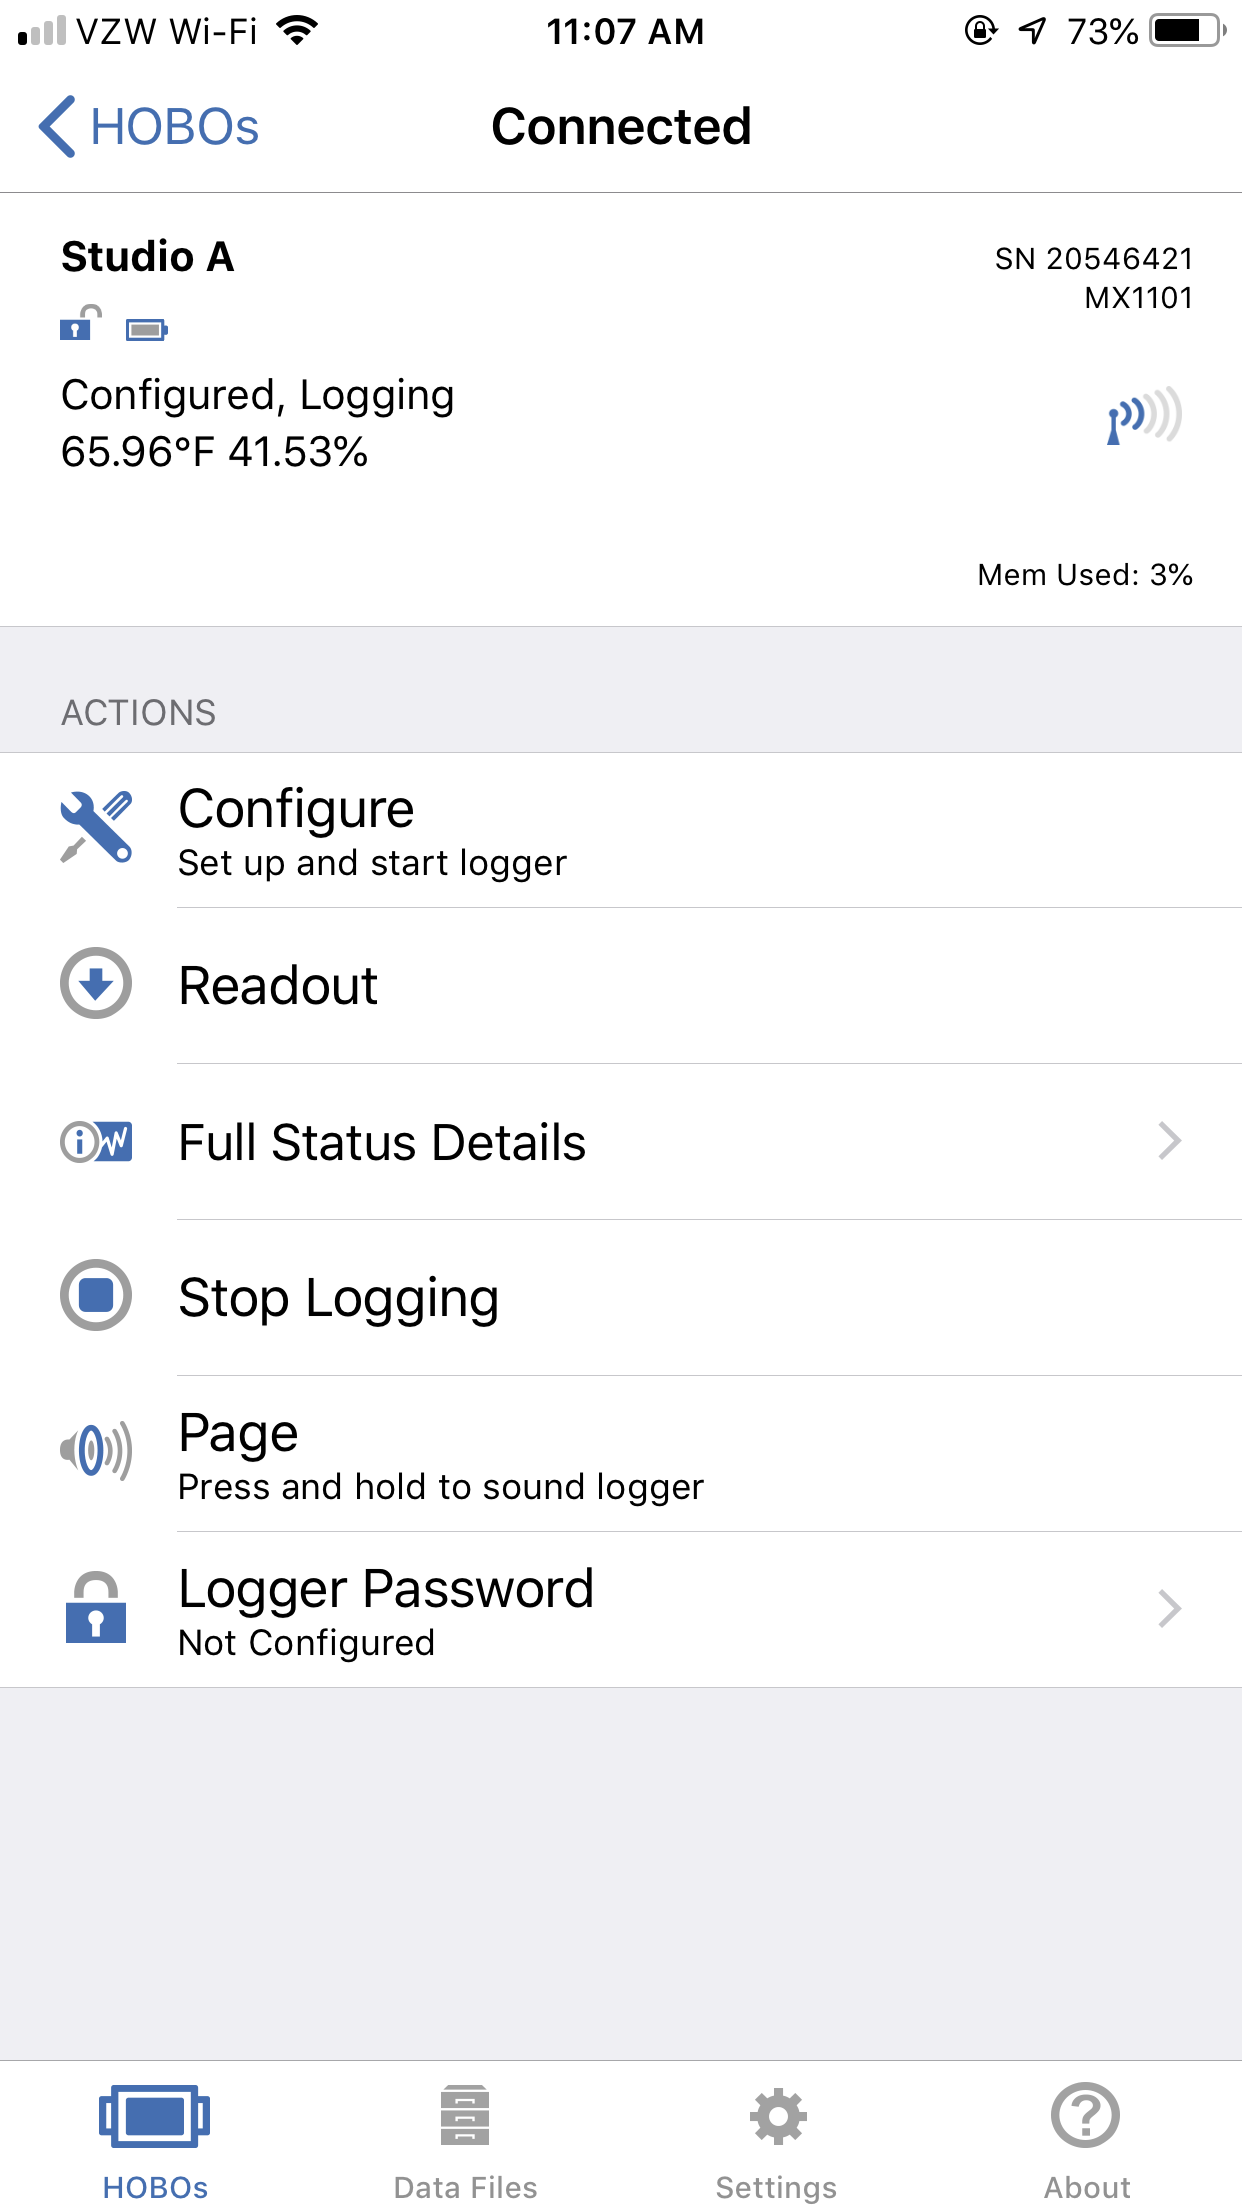 VZW Wi-Fi 11:07 AM 73%
HOBOs Connected
Studio A
SN 20546421
MX1101
Configured, Logging
65.96°F 41.53%
Mem Used: 3%
ACTIONS
Configure
Set up and start logger
Readout
Full Status Details
Stop Logging
Page
Press and hold to sound logger
Logger Password
Not Configured
HOBOs Data Files Settings About